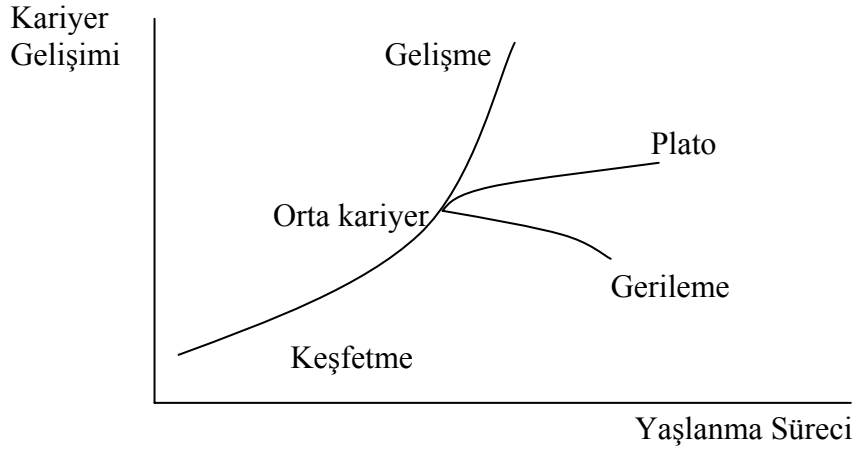 Kariyer
Gelişimi
Gelişme
Plato
Orta kariyer
Gerileme
Keşfetme
Yaşlanma Süreci